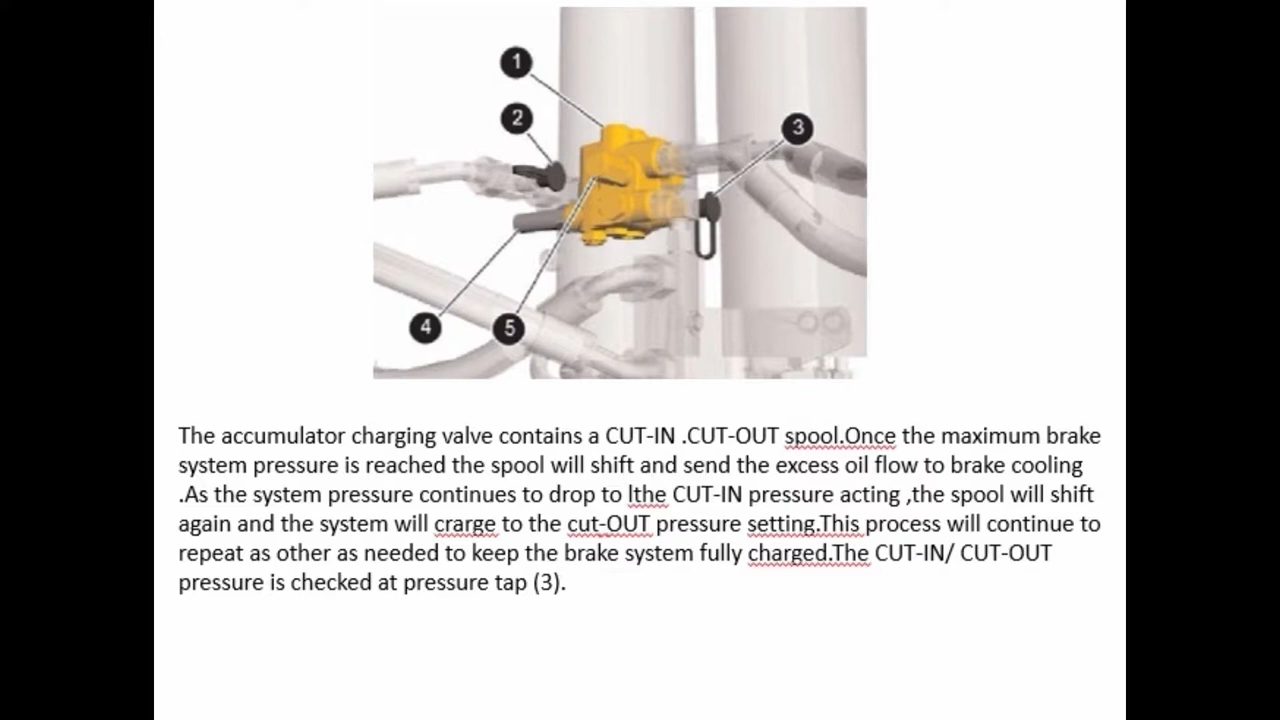 1
2
3
4
5
The accumulator charging valve contains a CUT-IN .CUT-OUT spool.Once the maximum brake
system pressure is reached the spool will shift and send the excess oil flow to brake cooling
.As the system pressure continues to drop to lthe CUT-IN pressure acting ,the spool will shift
again and the system will crarge to the cut-OUT pressure setting.This process will continue to
repeat as other as needed to keep the brake system fully charged.The CUT-IN/ CUT-OUT
pressure is checked at pressure tap (3).